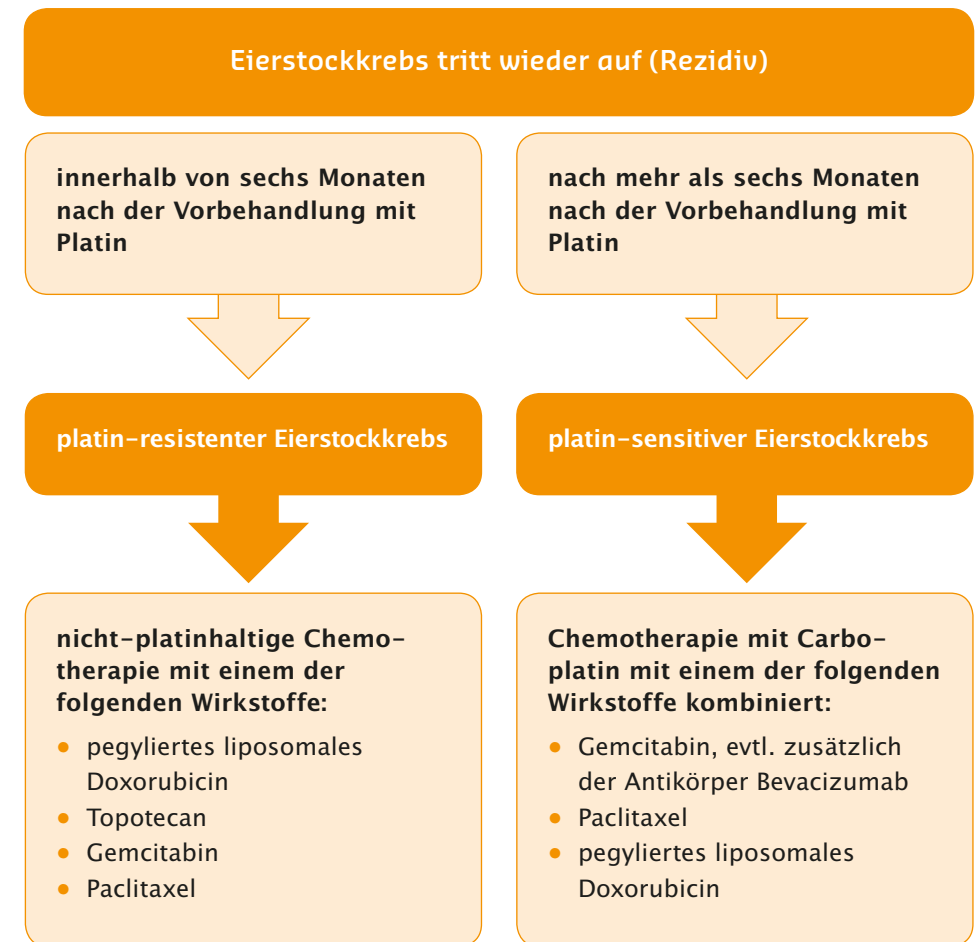 Eierstockkrebs tritt wieder auf (Rezidiv)
innerhalb von sechs Monaten
nach der Vorbehandlung mit
Platin
nach mehr als sechs Monaten
nach der Vorbehandlung mit
Platin
platin-resistenter Eierstockkrebs
platin-sensitiver Eierstockkrebs
nicht-platinhaltige Chemo-
therapie mit einem der
folgenden Wirkstoffe:
• pegyliertes liposomales
Doxorubicin
• Topotecan
• Gemcitabin
• Paclitaxel
Chemotherapie mit Carbo-
platin mit einem der folgenden
Wirkstoffe kombiniert:
• Gemcitabin, evtl. zusätzlich
der Antikörper Bevacizumab
• Paclitaxel
• pegyliertes liposomales
Doxorubicin